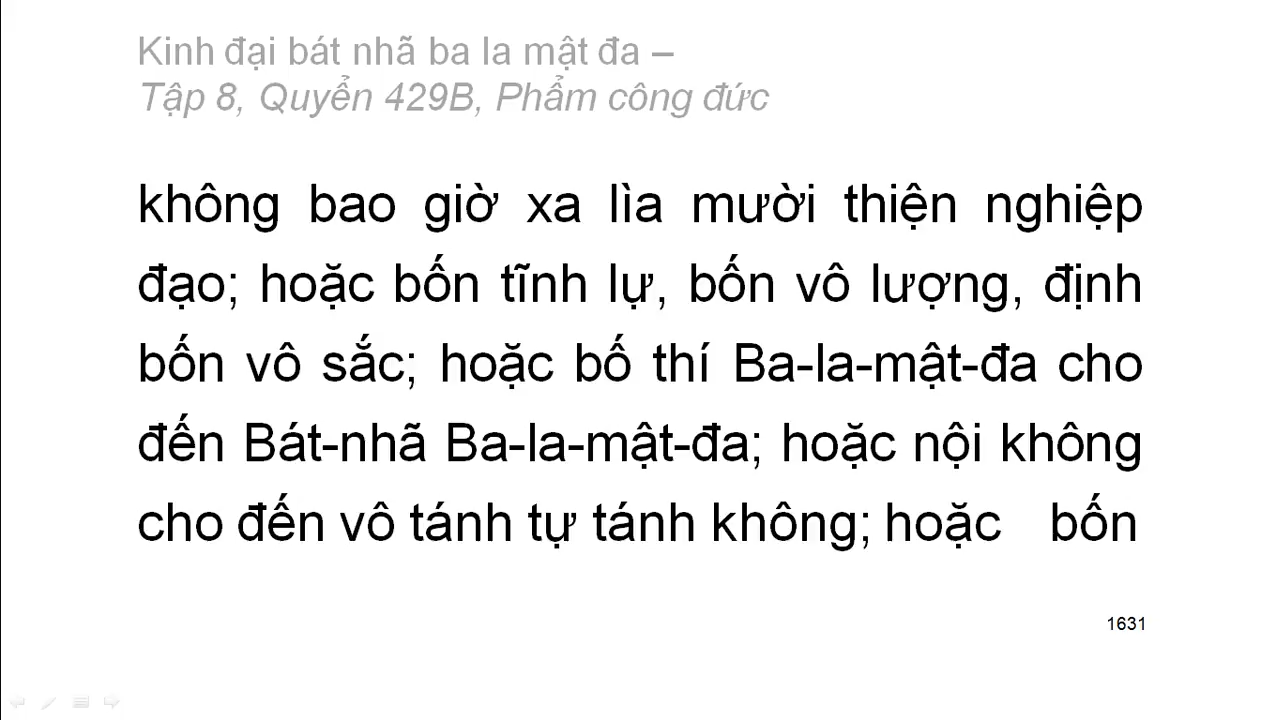 Kinh đại bát nhã ba la mật đa –
Tập 8, Quyển 429B, Phẩm công đức
không bao giờ xa lìa mười thiện nghiệp
đạo; hoặc bốn tĩnh lự, bốn vô lượng, định
bốn vô sắc; hoặc bố thí Ba-la-mật-đa cho
đến Bát-nhã Ba-la-mật-đa; hoặc nội không
cho đến vô tánh tự tánh không; hoặc bốn
1631